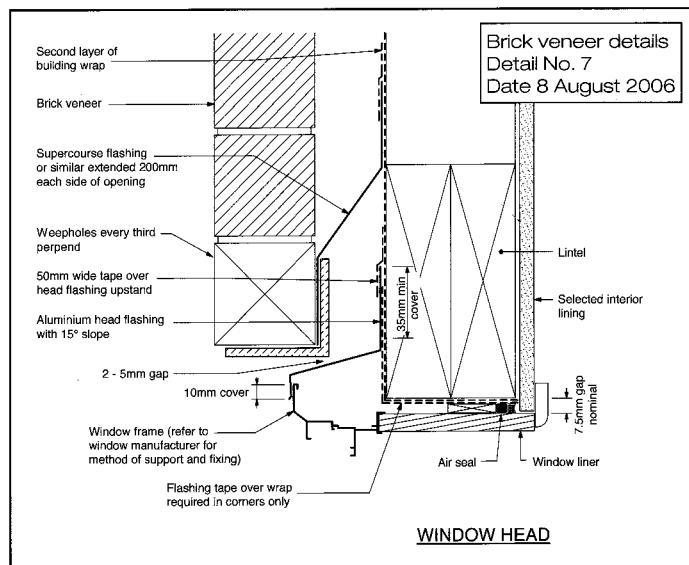 Brick veneer details
Detail No. 7
Date 8 August 2006
Second layer of
building wrap
Brick veneer
Supercourse flashing
or similar extended 200mm
each side of opening
Weepholes every third
perpend
50mm wide tape over
head flashing upstand
Aluminium head flashing
with 15° slope
2 - 5mm gap
10mm cover
Window frame (refer to
window manufacturer for
method of support and fixing)
Flashing tape over wrap
required in corners only
35mm min
cover
Lintel
Selected interior
lining
7.5mm gap
nominal
Air seal
Window liner
WINDOW HEAD